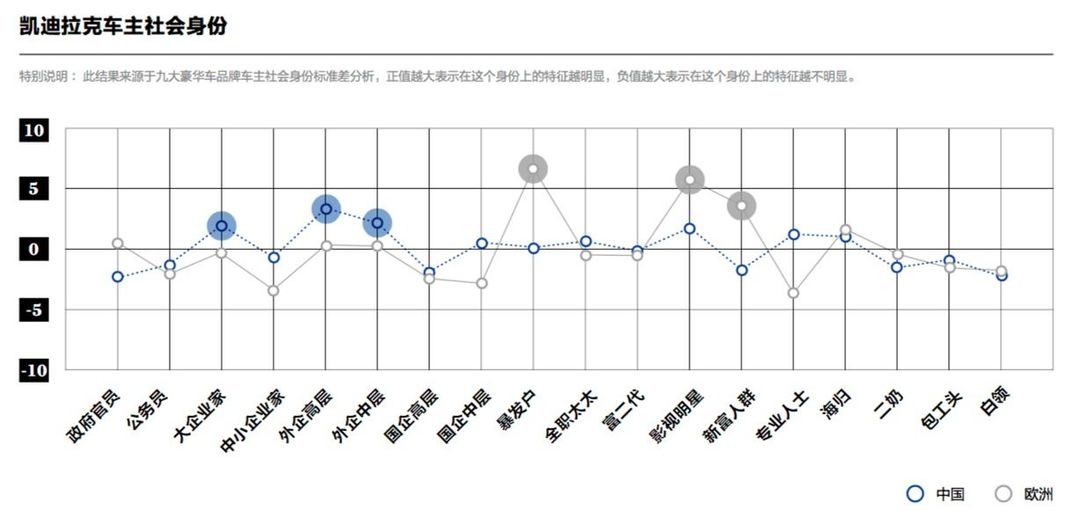 凯迪拉克车主社会身份
特别说明：此结果来源于九大豪华车品牌车主社会身份标准差分析，正值越大表示在这个身份上的特征越明显，负值越大表示在这个身份上的特征越不明显。
10
5
0
-5
-10
政府官员
公务员
大企业家
中小企业家
外企高层
外企中层
国企高层
国企中层
暴发户
全职太太
富二代
影视明星
新富人群
专业人士
海归
二奶
包工头
白领
中国
欧洲